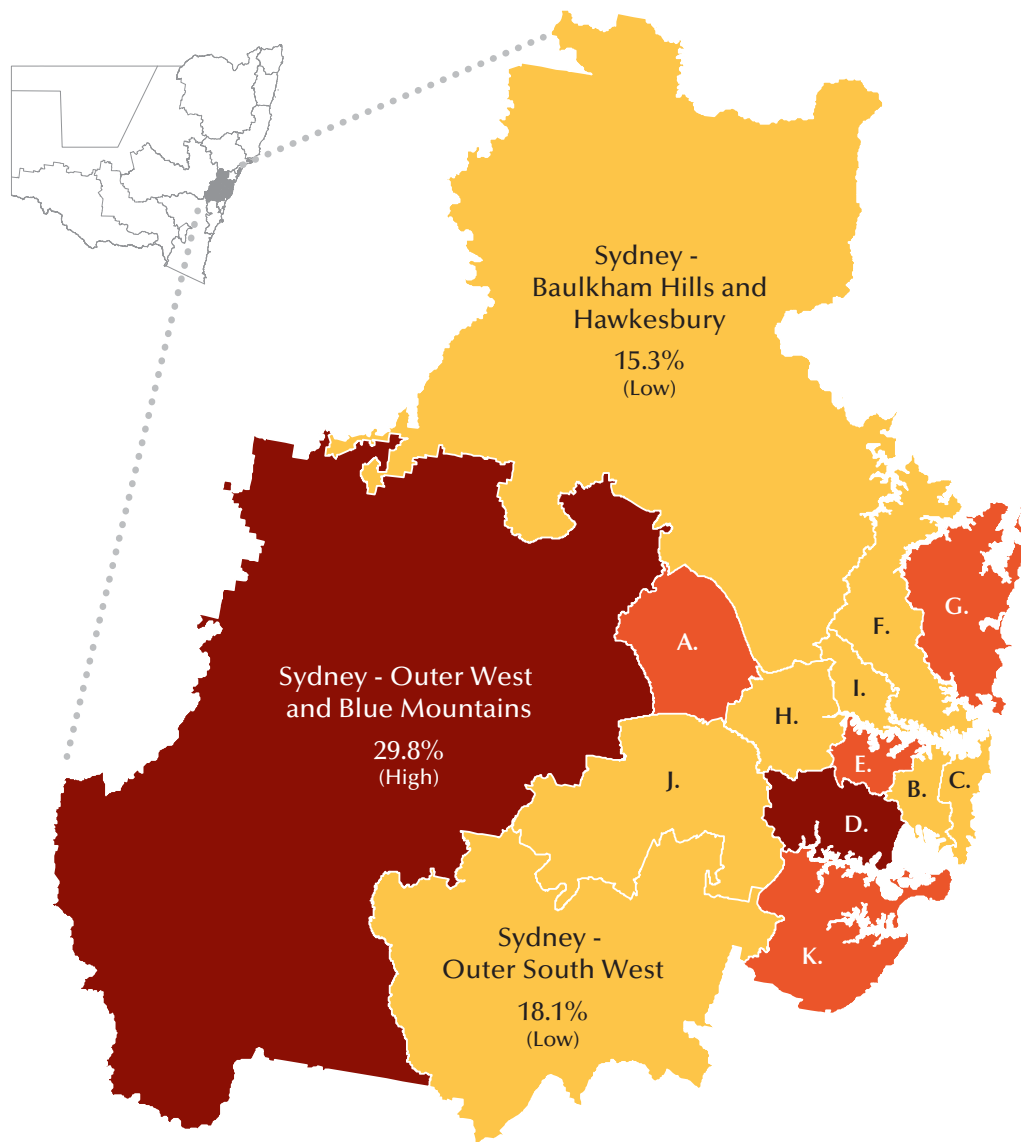 Sydney -
Baulkham Hills and
Hawkesbury
15.3%
(Low)
G.
F.
A.
I.
Sydney - Outer West
and Blue Mountains
29.8%
(High)
H.
E.
J.
B.
C.
D.
Sydney -
Outer South West
18.1%
(Low)
K.